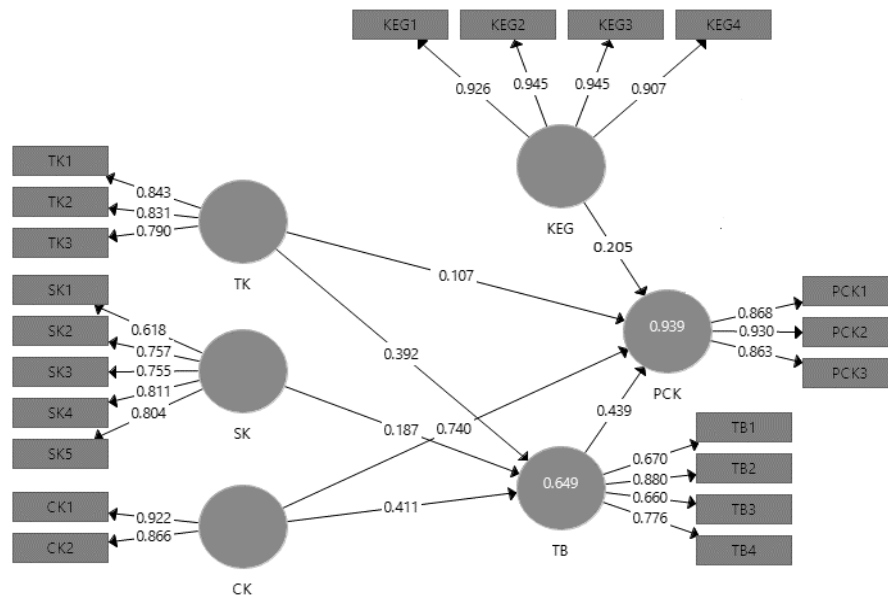 KEG1 KEG2 KEG3 KEG4
0.926 0.945 0.945 0.907
KEG
0.205
TK1
TK2
TK3
0.843
0.831
0.790
TK
0.107
0.392
SK1
SK2
SK3
SK4
SK5
0.618
0.757
0.755
0.811
0.804
SK
0.187
0.740
CK1
CK2
0.922
0.866
CK
0.411
0.939
PCK
0.868
0.930
0.863
PCK1
PCK2
PCK3
0.439
0.649
TB
0.670
0.880
0.660
0.776
TB1
TB2
TB3
TB4